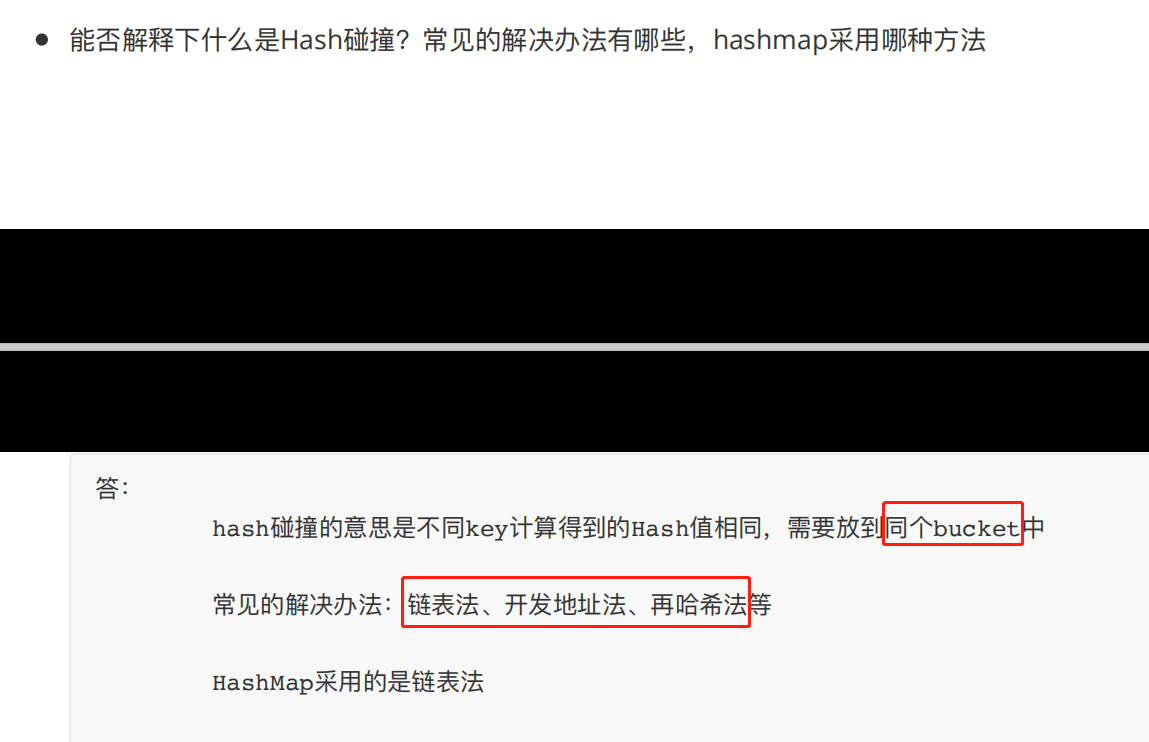 能否解释下什么是Hash碰撞？常见的解决办法有哪些，hashmap采用哪种方法
答：
hash碰撞的意思是不同key计算得到的Hash值相同，需要放到同个bucket中
常见的解决办法：链表法、开发地址法、再哈希法等
HashMap采用的是链表法